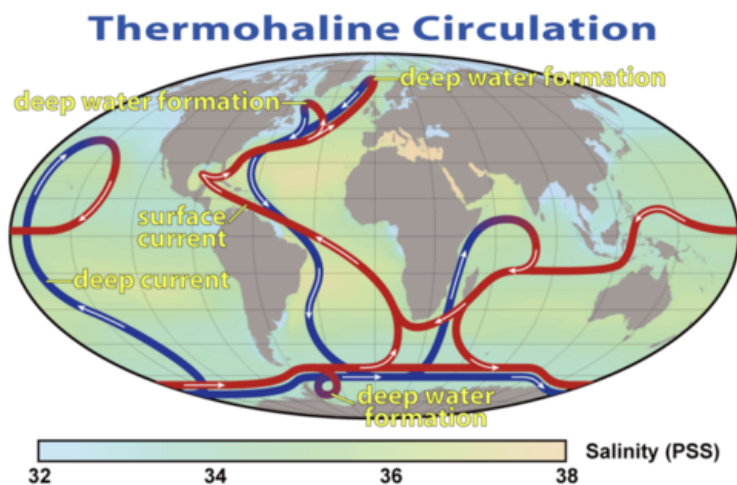 Thermohaline Circulation
deep water formation
deep water formation
surface
current
deep current
deep water
formation
Salinity (PSS)
32 34 36 38